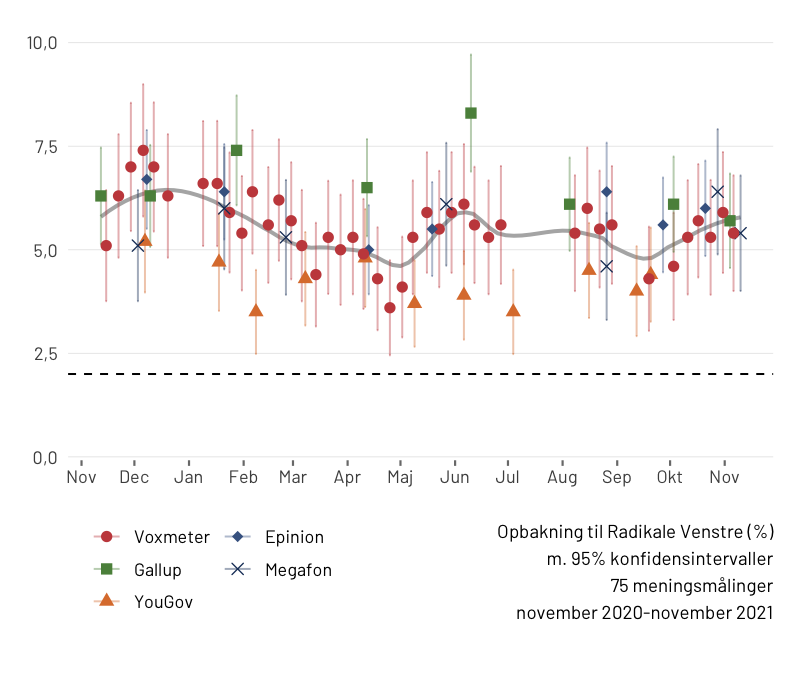 10,0
7,5
5,0
2,5
0,0
Nov Dec Jan Feb Mar Apr Maj Jun Jul Aug Sep Okt Nov
Voxmeter Epinion
Gallup Megafon
YouGov
Opbakning til Radikale Venstre (%)
m. 95% konfidensintervaller
75 meningsmålinger
november 2020-november 2021